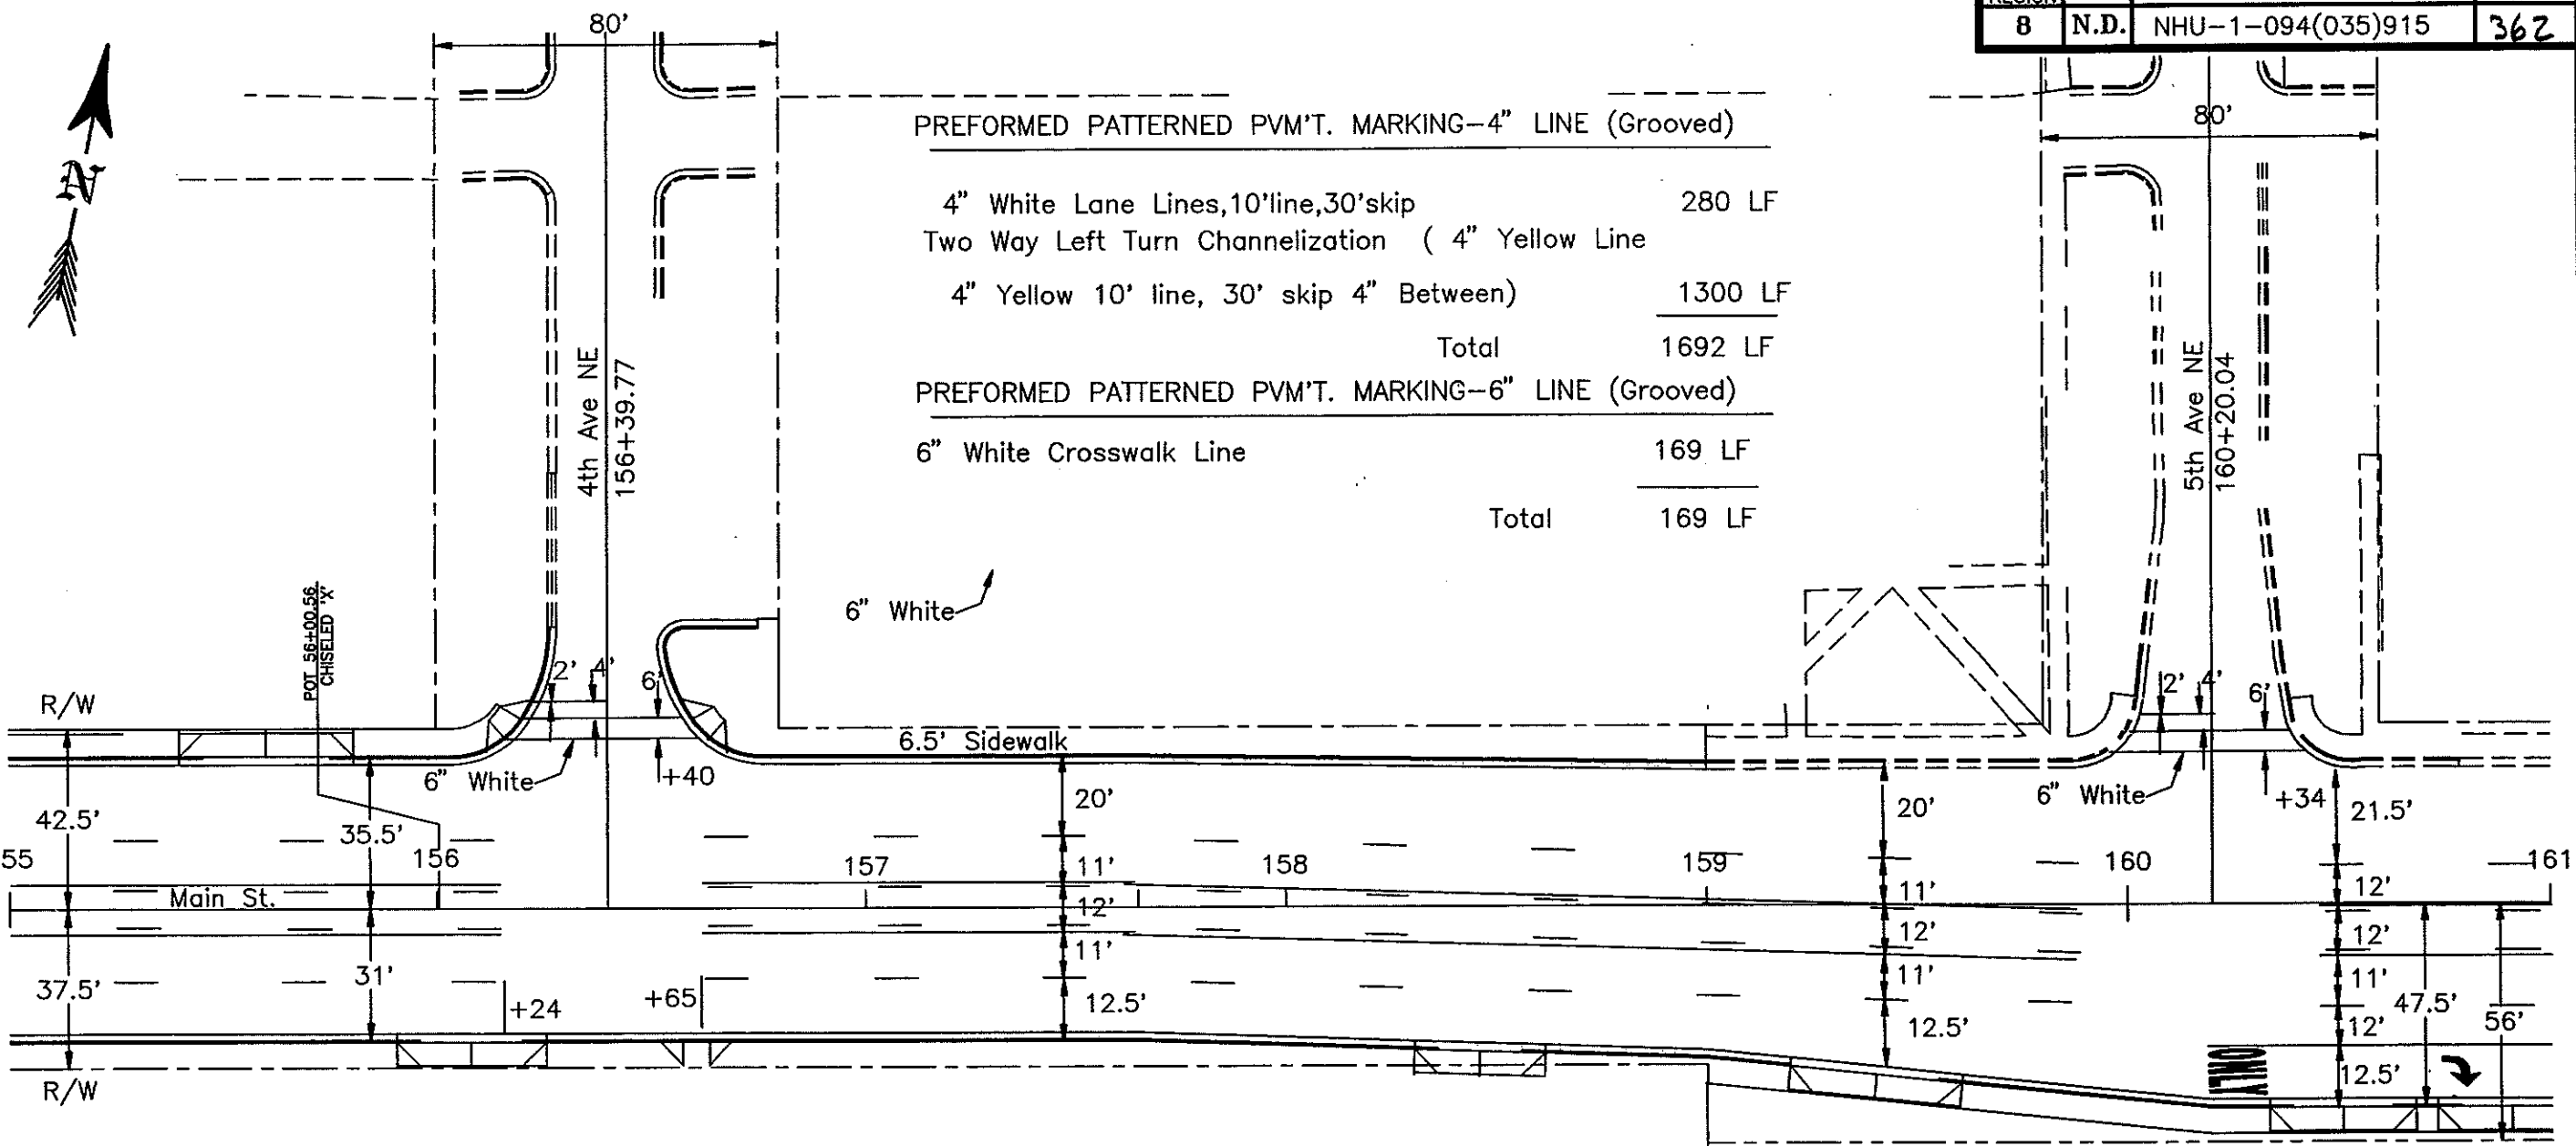 8 N.D. NHU-1-094(035)915 362
80'
80'
N
PREFORMED PATTERNED PVM'T. MARKING-4" LINE (Grooved)
4" White Lane Lines,10'line,30'skip 280 LF
Two Way Left Turn Channelization ( 4" Yellow Line
4" Yellow 10' line, 30' skip 4" Between) 1300 LF
Total 1692 LF
PREFORMED PATTERNED PVM'T. MARKING-6" LINE (Grooved)
6" White Crosswalk Line 169 LF
Total 169 LF
4th Ave NE
156+39.77
5th Ave NE
160+20.04
POT 56+00.56
CHISELED 'X'
6" White
R/W
2' 4' 6'
2' 4' 6'
6.5' Sidewalk
6" White
+40
6" White
+34
42.5'
35.5'
20'
20'
21.5'
55 156 157 158 159 160 161
11'
11'
12'
Main St.
12'
12'
12'
37.5'
31'
11'
11'
11'
+24
+65
12.5'
12.5'
12'
47.5'
56'
ONLY
12.5'
R/W